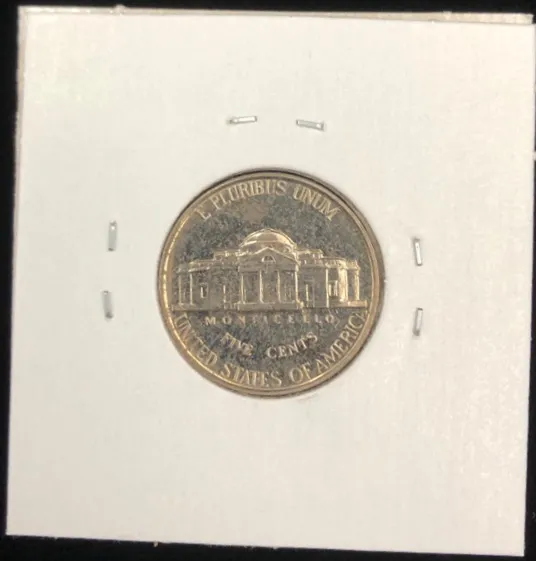 E PLURIBUS UNUM
MONTICELLO
FIVE CENTS
UNITED STATES OF AMERICA